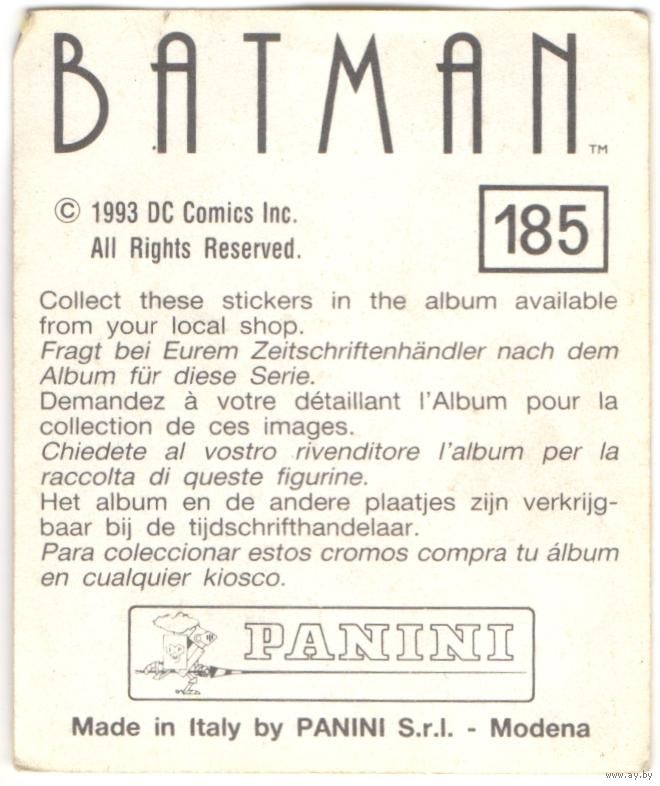 BATMAN™
© 1993 DC Comics Inc.
All Rights Reserved.
185
Collect these stickers in the album available
from your local shop.
Fragt bei Eurem Zeitschriftenhändler nach dem
Album für diese Serie.
Demandez à votre détaillant l'Album pour la
collection de ces images.
Chiedete al vostro rivenditore l'album per la
raccolta di queste figurine.
Het album en de andere plaatjes zijn verkrijg-
baar bij de tijdschrifthandelaar.
Para coleccionar estos cromos compra tu álbum
en cualquier kiosco.
PANINI
Made in Italy by PANINI S.r.l. - Modena
www.ay.by